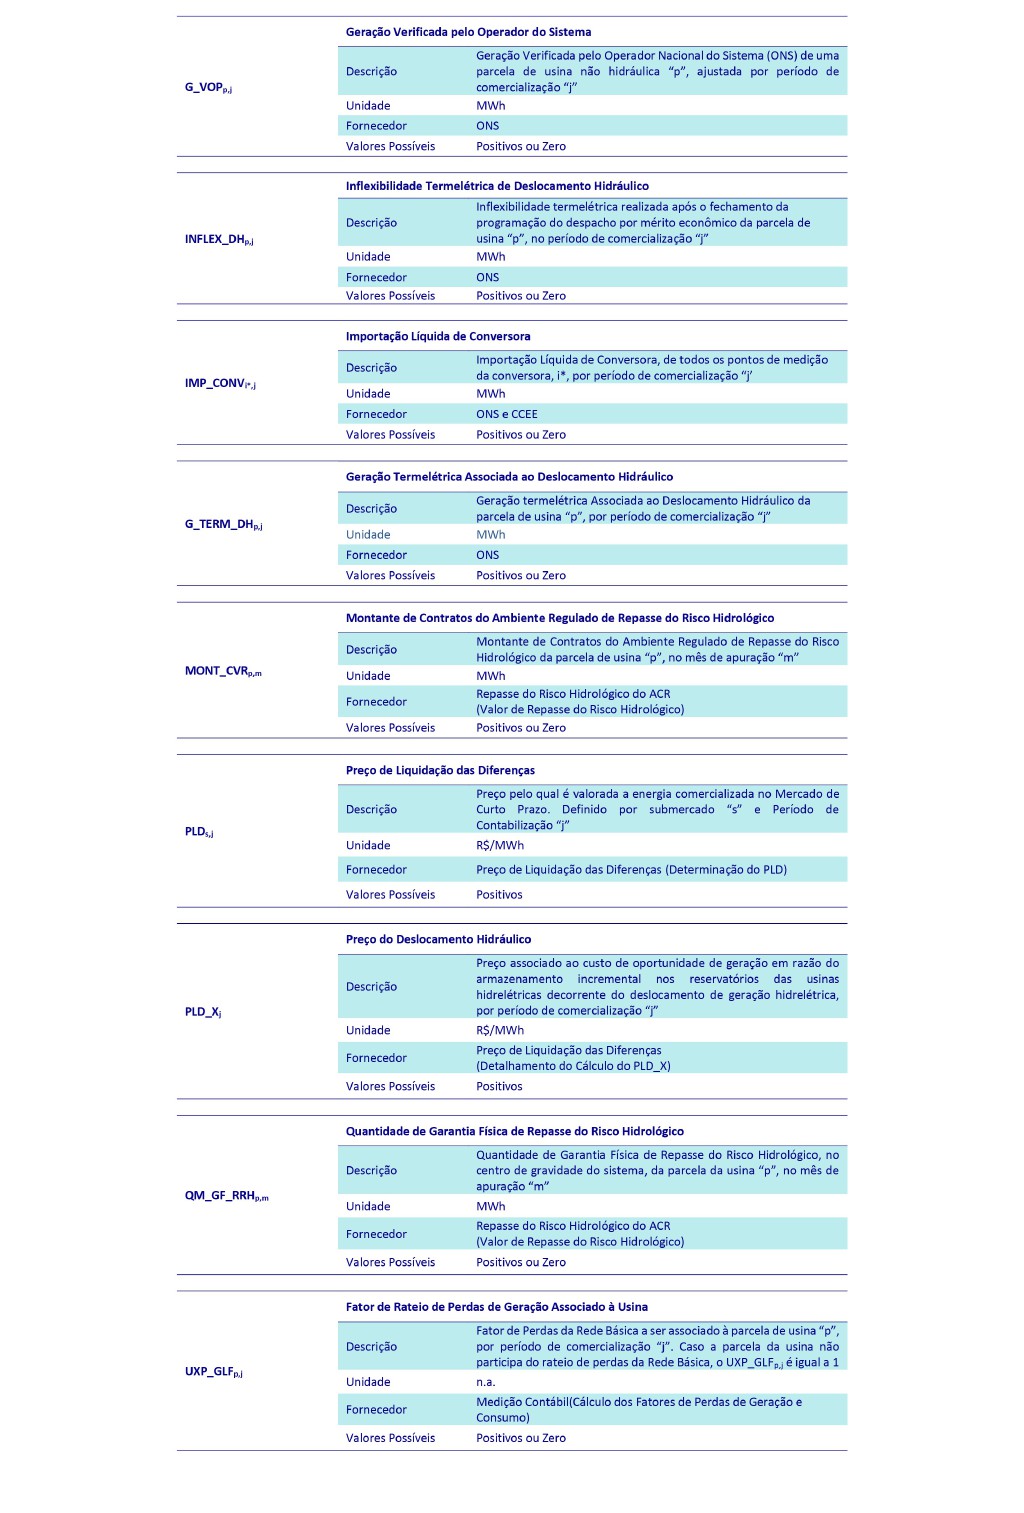 Geração Verificada pelo Operador do Sistema
G_VOPp,j
Descrição
Geração Verificada pelo Operador Nacional do Sistema (ONS) de uma
parcela de usina não hidráulica “p”, ajustada por período de
comercialização “j”
Unidade MWh
Fornecedor ONS
Valores Possíveis Positivos ou Zero
Inflexibilidade Termelétrica de Deslocamento Hidráulico
INFLEX_DHp,j
Descrição
Inflexibilidade termelétrica realizada após o fechamento da
programação do despacho por mérito econômico da parcela de
usina “p”, no período de comercialização “j”
Unidade MWh
Fornecedor ONS
Valores Possíveis Positivos ou Zero
Importação Líquida de Conversora
IMP_CONVi*,j
Descrição
Importação Líquida de Conversora, de todos os pontos de medição
da conversora, i*, por período de comercialização “j’
Unidade MWh
Fornecedor ONS e CCEE
Valores Possíveis Positivos ou Zero
Geração Termelétrica Associada ao Deslocamento Hidráulico
G_TERM_DHp,j
Descrição
Geração termelétrica Associada ao Deslocamento Hidráulico da
parcela de usina “p”, por período de comercialização “j”
Unidade MWh
Fornecedor ONS
Valores Possíveis Positivos ou Zero
Montante de Contratos do Ambiente Regulado de Repasse do Risco Hidrológico
MONT_CVRp,m
Descrição
Montante de Contratos do Ambiente Regulado de Repasse do Risco
Hidrológico da parcela de usina “p”, no mês de apuração “m”
Unidade MWh
Fornecedor
Repasse do Risco Hidrológico do ACR
(Valor de Repasse do Risco Hidrológico)
Valores Possíveis Positivos ou Zero
Preço de Liquidação das Diferenças
PLDs,j
Descrição
Preço pelo qual é valorada a energia comercializada no Mercado de
Curto Prazo. Definido por submercado “s” e Período de
Contabilização “j”
Unidade R$/MWh
Fornecedor Preço de Liquidação das Diferenças (Determinação do PLD)
Valores Possíveis Positivos
Preço do Deslocamento Hidráulico
PLD_Xj
Descrição
Preço associado ao custo de oportunidade de geração em razão do
armazenamento incremental nos reservatórios das usinas
hidrelétricas decorrente do deslocamento de geração hidrelétrica,
por período de comercialização “j”
Unidade R$/MWh
Fornecedor
Preço de Liquidação das Diferenças
(Detalhamento do Cálculo do PLD_X)
Valores Possíveis Positivos
Quantidade de Garantia Física de Repasse do Risco Hidrológico
QM_GF_RRHp,m
Descrição
Quantidade de Garantia Física de Repasse do Risco Hidrológico, no
centro de gravidade do sistema, da parcela da usina “p”, no mês de
apuração “m”
Unidade MWh
Fornecedor
Repasse do Risco Hidrológico do ACR
(Valor de Repasse do Risco Hidrológico)
Valores Possíveis Positivos ou Zero
Fator de Rateio de Perdas de Geração Associado à Usina
UXP_GLFp,j
Descrição
Fator de Perdas da Rede Básica a ser associado à parcela de usina “p”,
por período de comercialização “j”. Caso a parcela da usina não
participa do rateio de perdas da Rede Básica, o UXP_GLFp,j é igual a 1
Unidade n.a.
Fornecedor
Medição Contábil(Cálculo dos Fatores de Perdas de Geração e
Consumo)
Valores Possíveis Positivos ou Zero